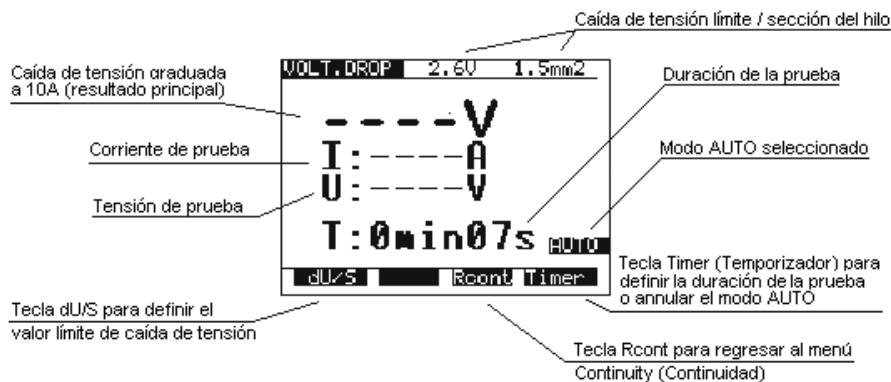 Caída de tensión límite / sección del hilo
Caída de tensión graduada
a 10A (resultado principal)
VOLT.DROP 2.6V 1.5mm2
Duración de la prueba
----V
Corriente de prueba
I:----A
Modo AUTO seleccionado
Tensión de prueba
U:----V
T:0min07s AUTO
dU/S Rcont Timer
Tecla Timer (Temporizador) para
definir la duración de la prueba
o annular el modo AUTO
Tecla dU/S para definir el
valor límite de caída de tensión
Tecla Rcont para regresar al menú
Continuity (Continuidad)